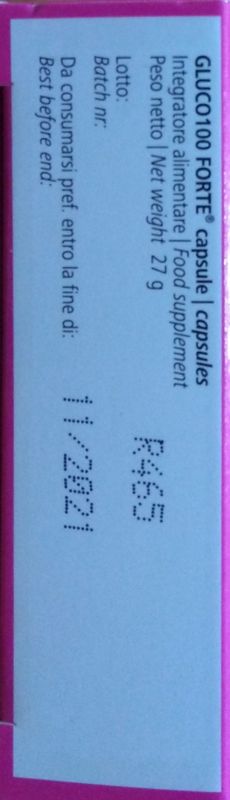 GLUCO100 FORTE® capsule | capsules
Integratore alimentare | Food supplement
Peso netto | Net weight 27 g
Lotto:
Batch nr: R465
Da consumarsi pref. entro la fine di:
Best before end: 11/2021